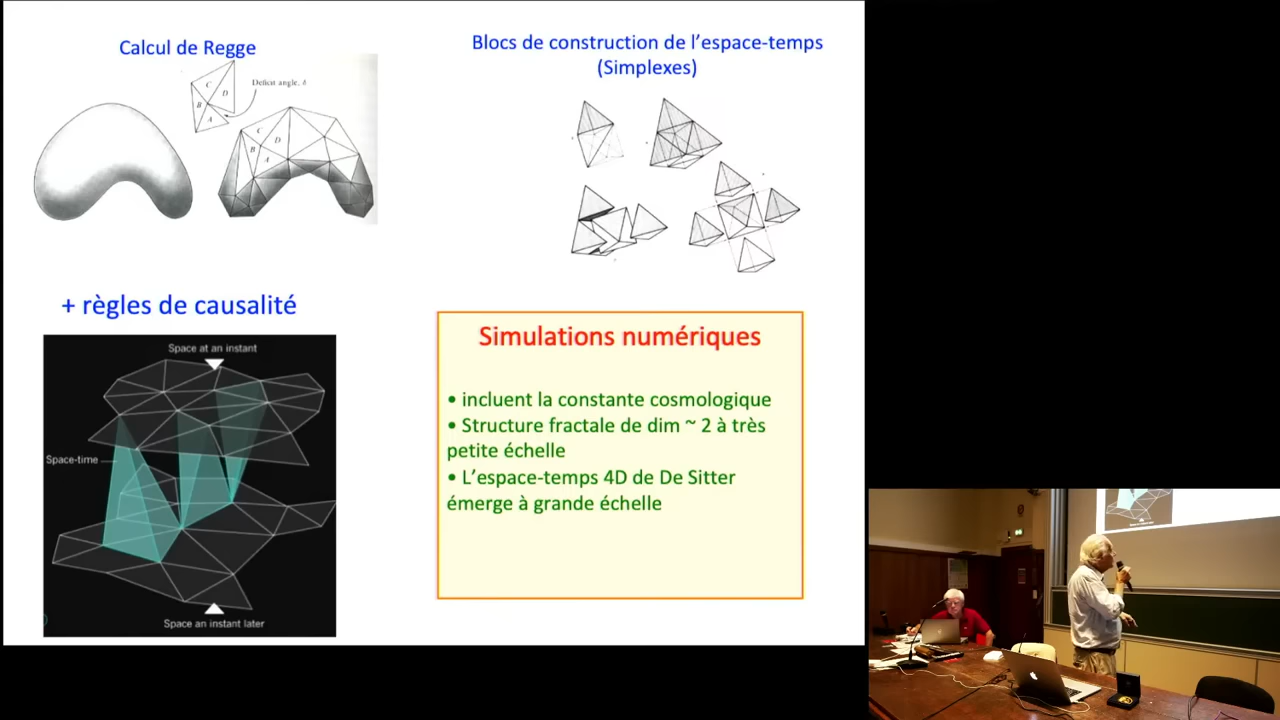 Calcul de Regge
C
D
B
A
Deficit angle, δ
C
D
B
A
Blocs de construction de l'espace-temps
(Simplexes)
+ règles de causalité
Space at an instant
Space-time
Space an instant later
Simulations numériques
• incluent la constante cosmologique
• Structure fractale de dim ~ 2 à très
petite échelle
• L'espace-temps 4D de De Sitter
émerge à grande échelle